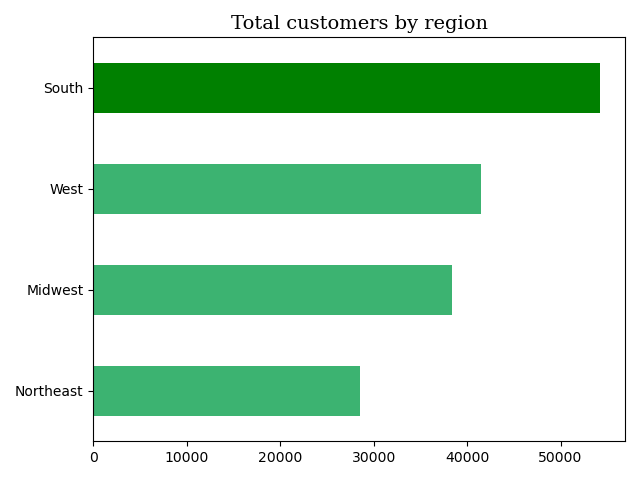 Total customers by region
South
West
Midwest
Northeast
0 10000 20000 30000 40000 50000